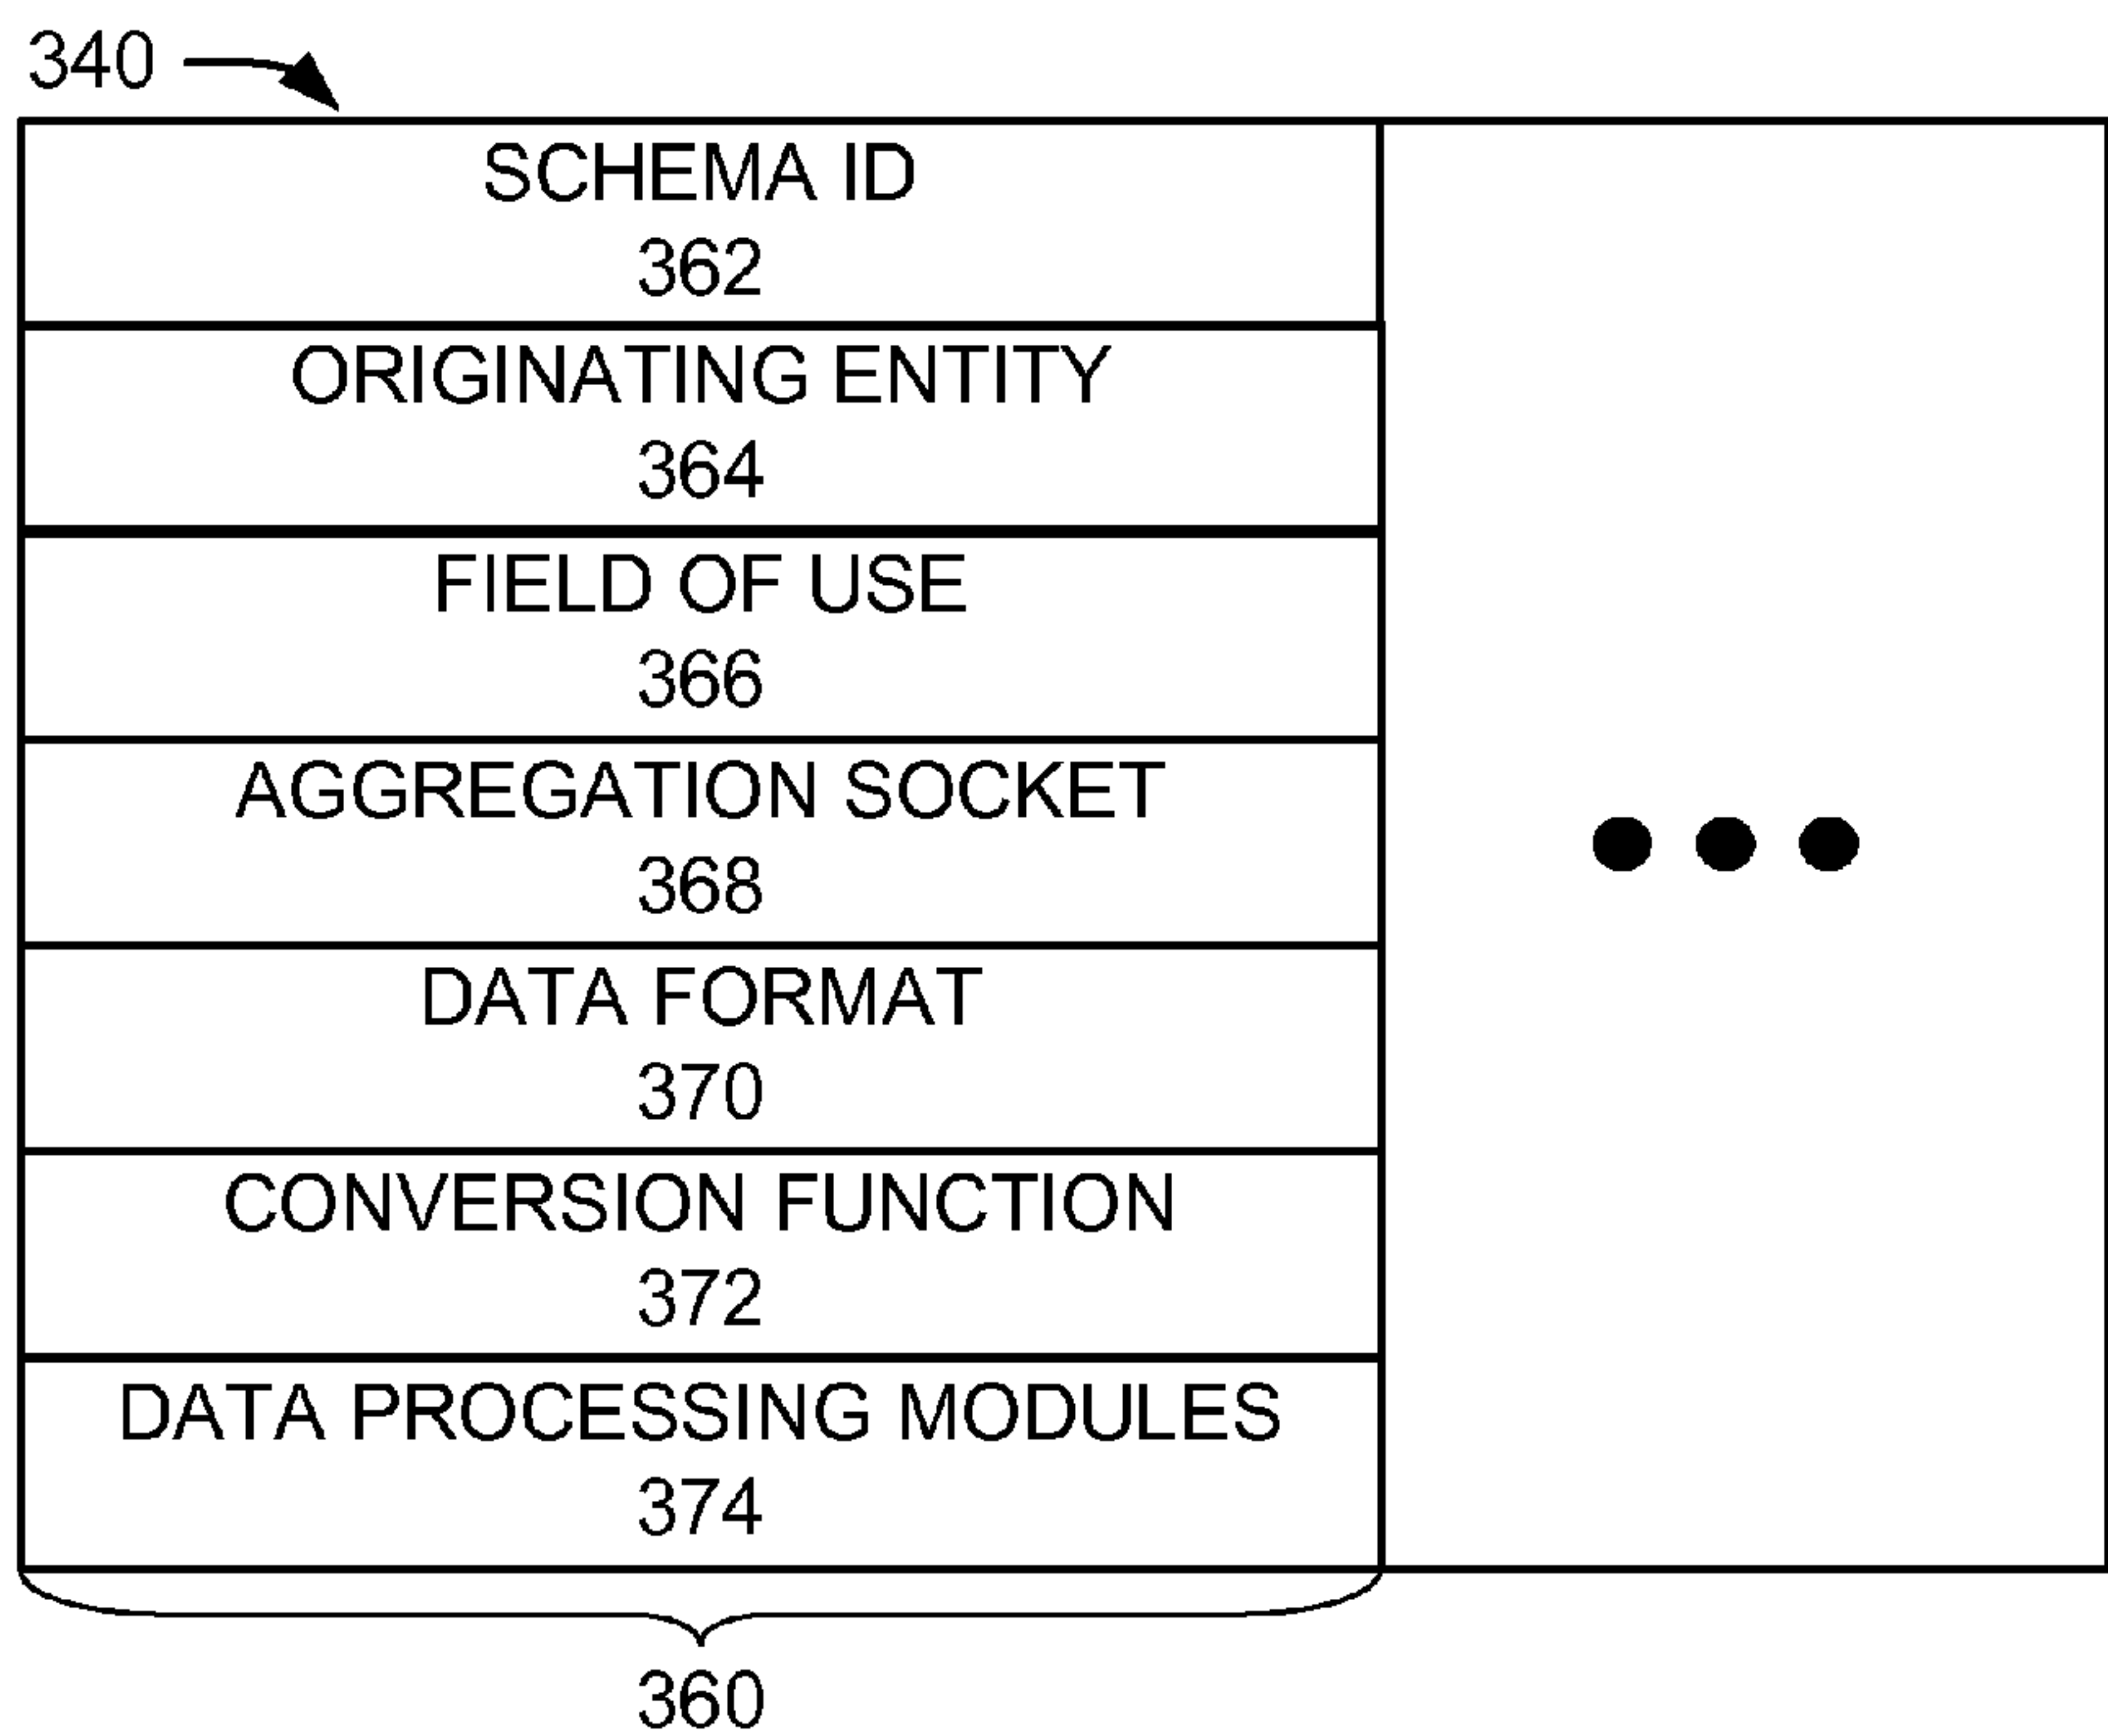 340
SCHEMA ID
362
ORIGINATING ENTITY
364
FIELD OF USE
366
AGGREGATION SOCKET
368
DATA FORMAT
370
CONVERSION FUNCTION
372
DATA PROCESSING MODULES
374
360